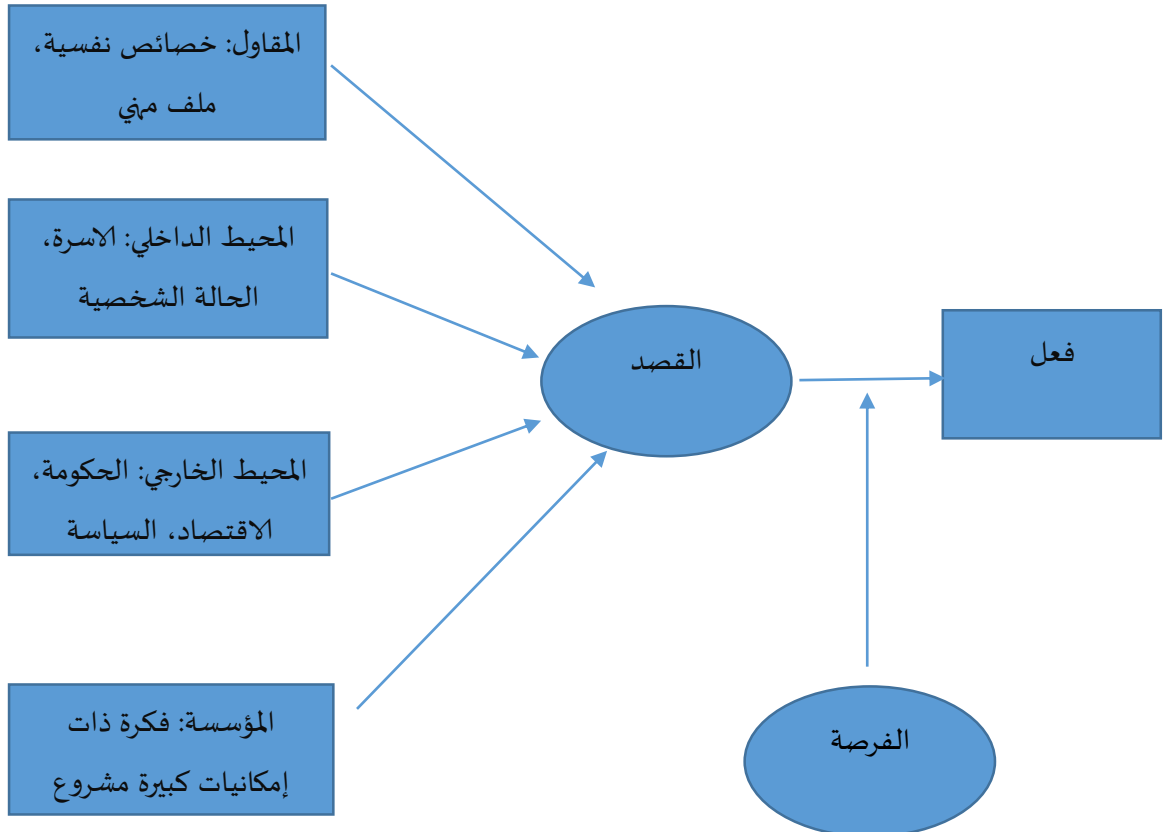 المقاول: خصائص نفسية،
ملف مهني
المحيط الداخلي: الاسرة،
الحالة الشخصية
القصد
فعل
المحيط الخارجي: الحكومة،
الاقتصاد، السياسة
المؤسسة: فكرة ذات
إمكانيات كبيرة مشروع
الفرصة